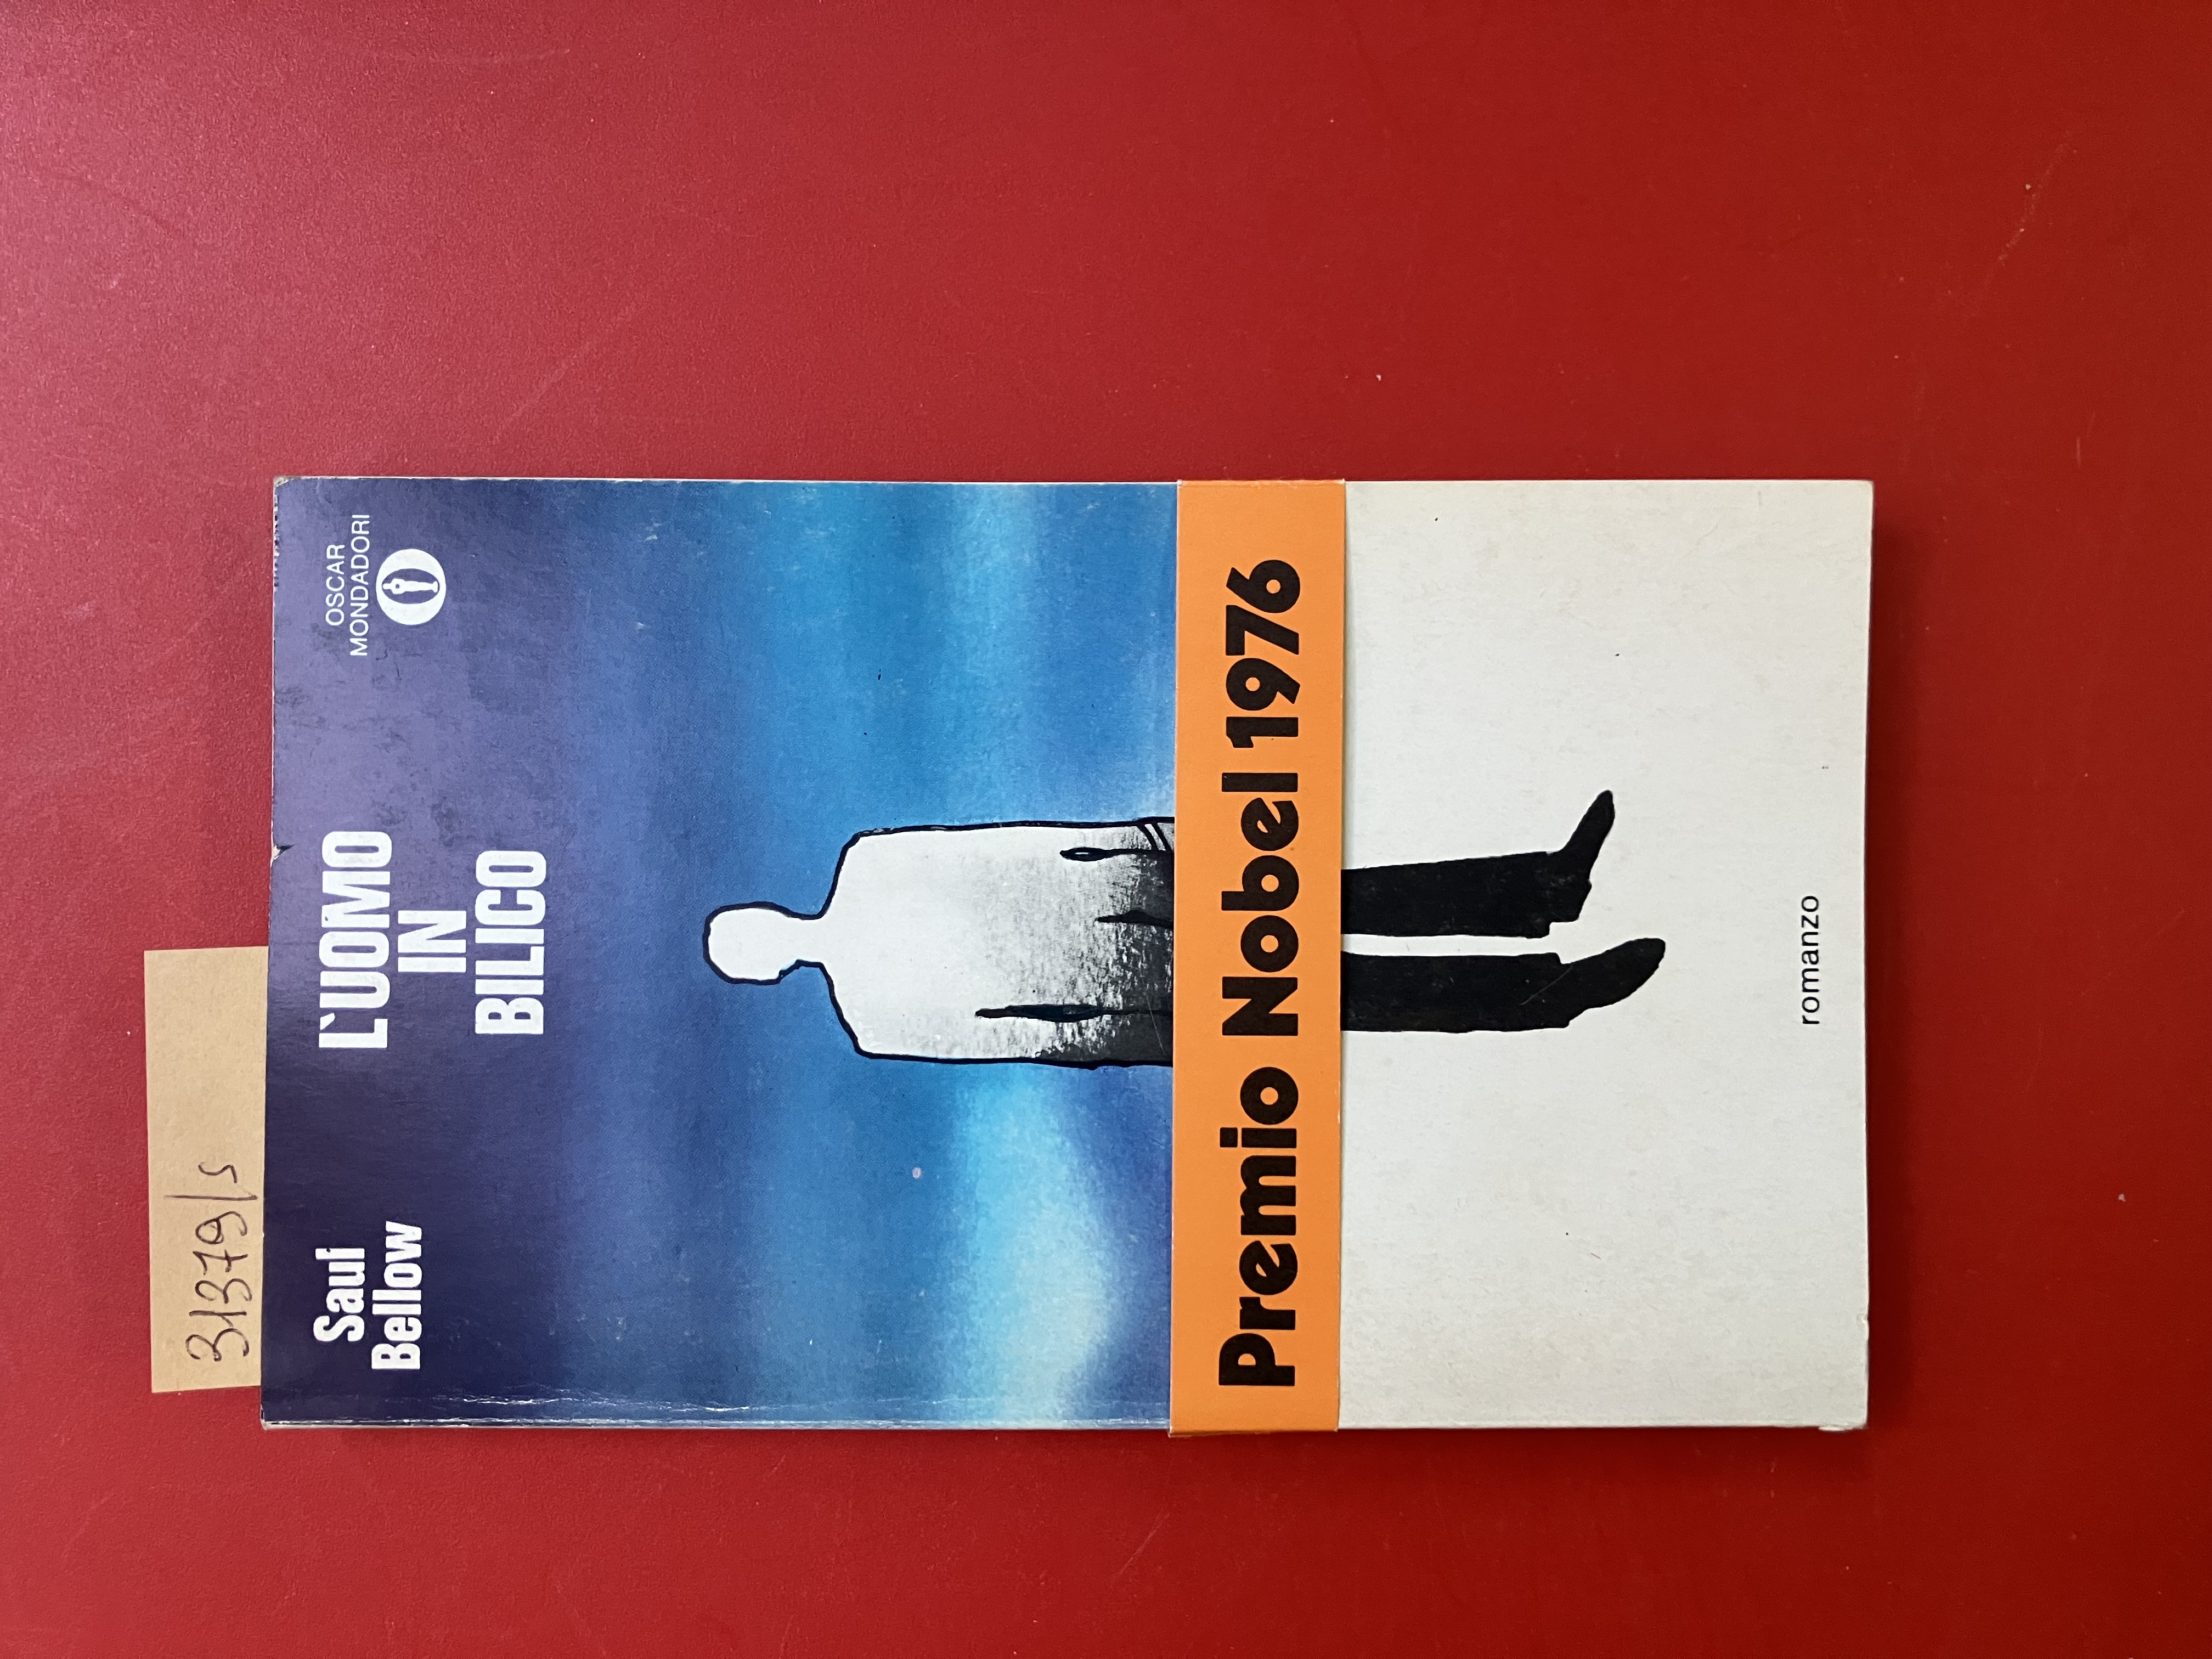 31379/s
Saul
Bellow
L'UOMO
IN
BILICO
OSCAR
MONDADORI
Premio Nobel 1976
romanzo